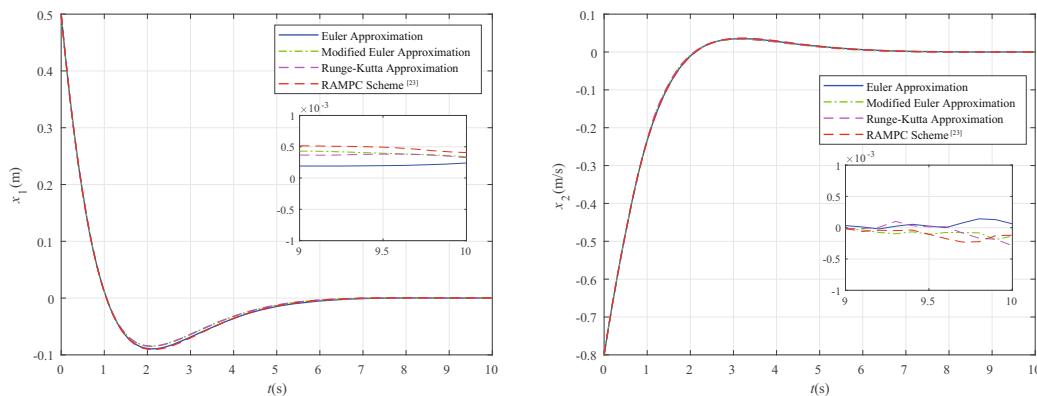 0.5
0.4
0.3
0.2
0.1
0
-0.1
x1(m)
0 1 2 3 4 5 6 7 8 9 10
t(s)
Euler Approximation
Modified Euler Approximation
Runge-Kutta Approximation
RAMPC Scheme [23]
×10-3
1
0.5
0
-0.5
-1
9 9.5 10
0.1
0
-0.1
-0.2
-0.3
-0.4
-0.5
-0.6
-0.7
-0.8
x2(m/s)
0 1 2 3 4 5 6 7 8 9 10
t(s)
Euler Approximation
Modified Euler Approximation
Runge-Kutta Approximation
RAMPC Scheme [23]
×10-3
1
0.5
0
-0.5
-1
9 9.5 10